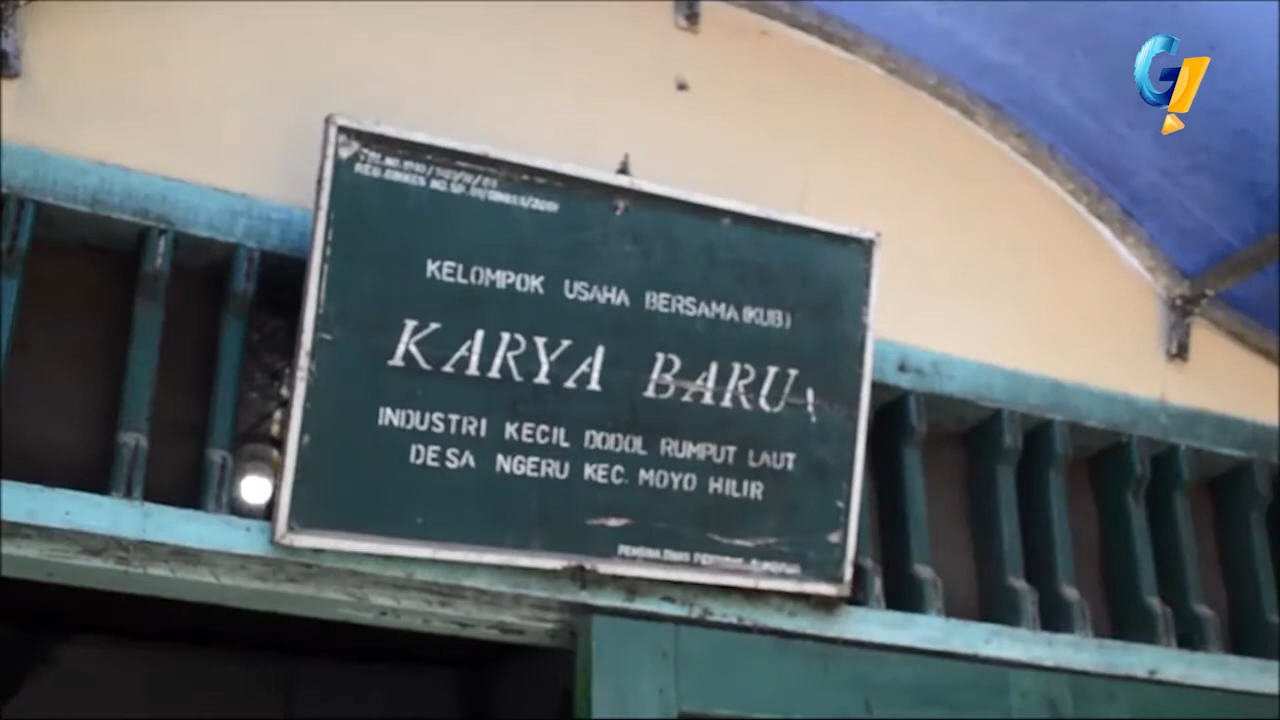 KELOMPOK USAHA BERSAMA (KUB)
KARYA BARU
INDUSTRI KECIL DODOL RUMPUT LAUT
DESA NGERU KEC. MOYO HILIR
G!